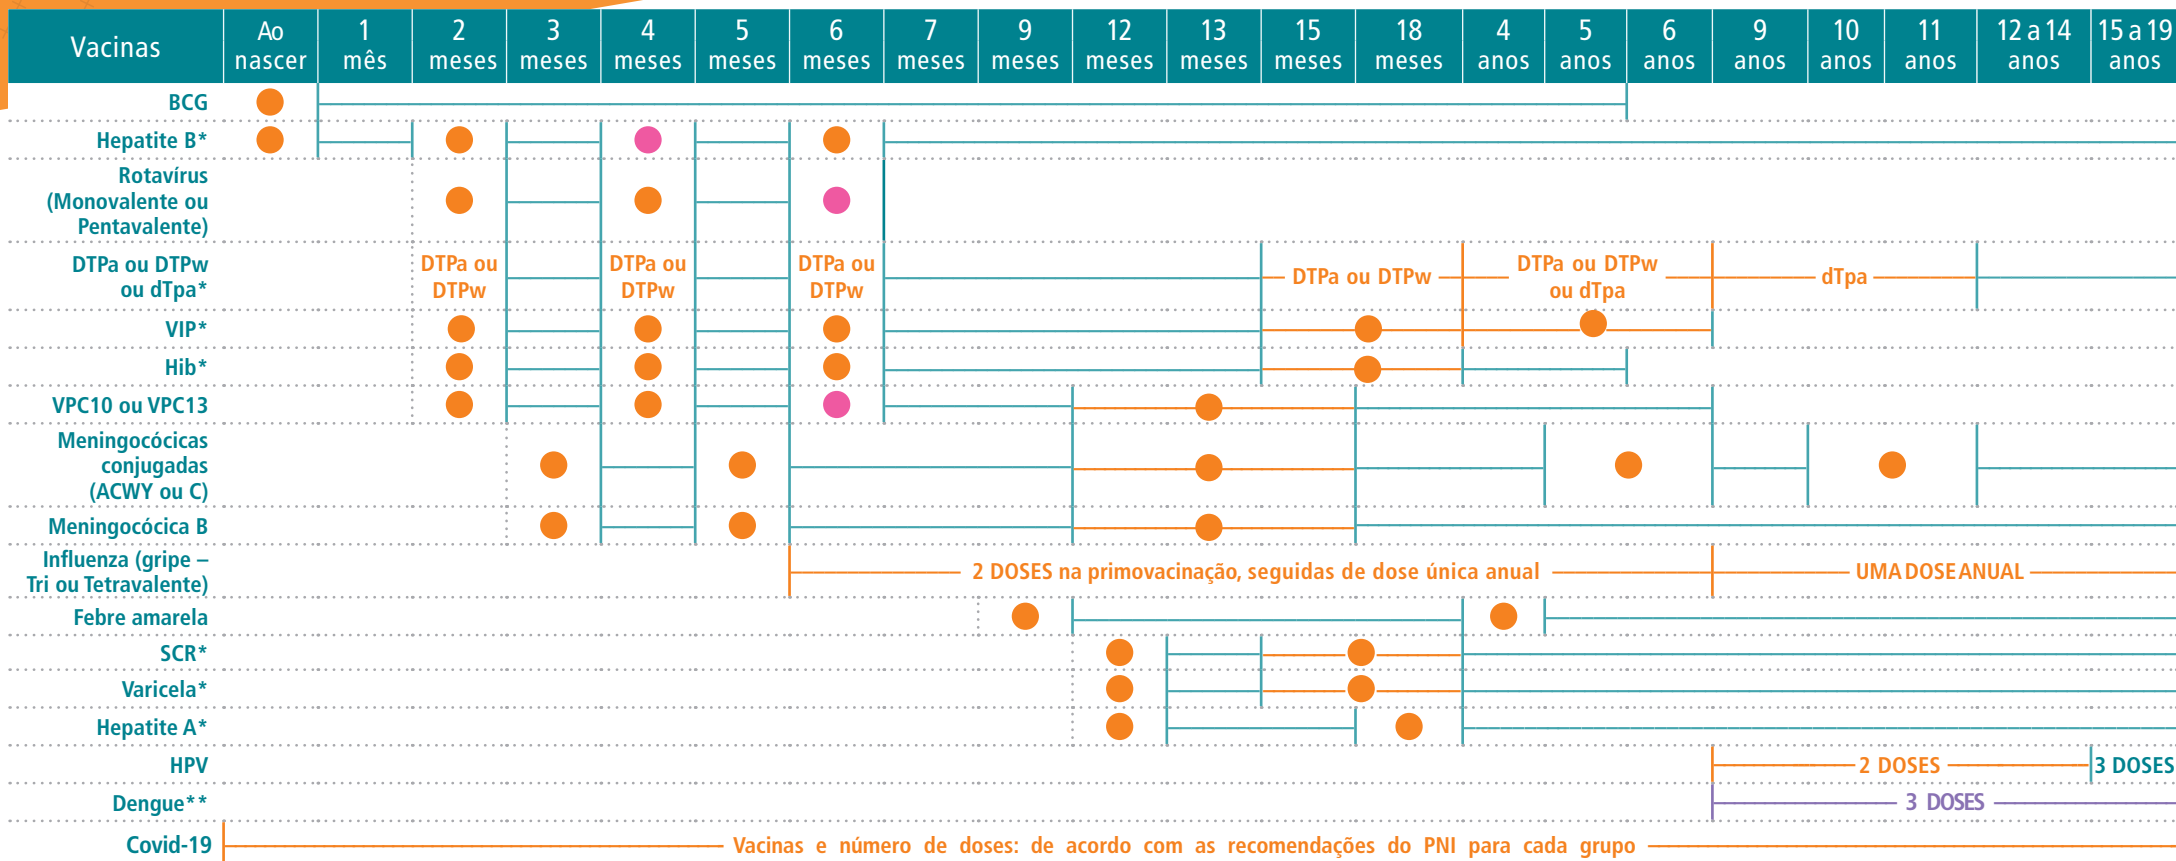 Vacinas
Ao nascer
1 mês
2 meses
3 meses
4 meses
5 meses
6 meses
7 meses
9 meses
12 meses
13 meses
15 meses
18 meses
4 anos
5 anos
6 anos
9 anos
10 anos
11 anos
12 a 14 anos
15 a 19 anos
BCG
Hepatite B*
Rotavírus
(Monovalente ou
Pentavalente)
DTPa ou DTPw
ou dTpa*
DTPa ou
DTPw
DTPa ou
DTPw
DTPa ou
DTPw
DTPa ou DTPw
DTPa ou DTPw
ou dTpa
dTpa
VIP*
Hib*
VPC10 ou VPC13
Meningocócicas
conjugadas
(ACWY ou C)
Meningocócica B
Influenza (gripe –
Tri ou Tetravalente)
2 DOSES na primovacinação, seguidas de dose única anual
UMA DOSE ANUAL
Febre amarela
SCR*
Varicela*
Hepatite A*
HPV
2 DOSES
3 DOSES
Dengue**
3 DOSES
Covid-19
Vacinas e número de doses: de acordo com as recomendações do PNI para cada grupo